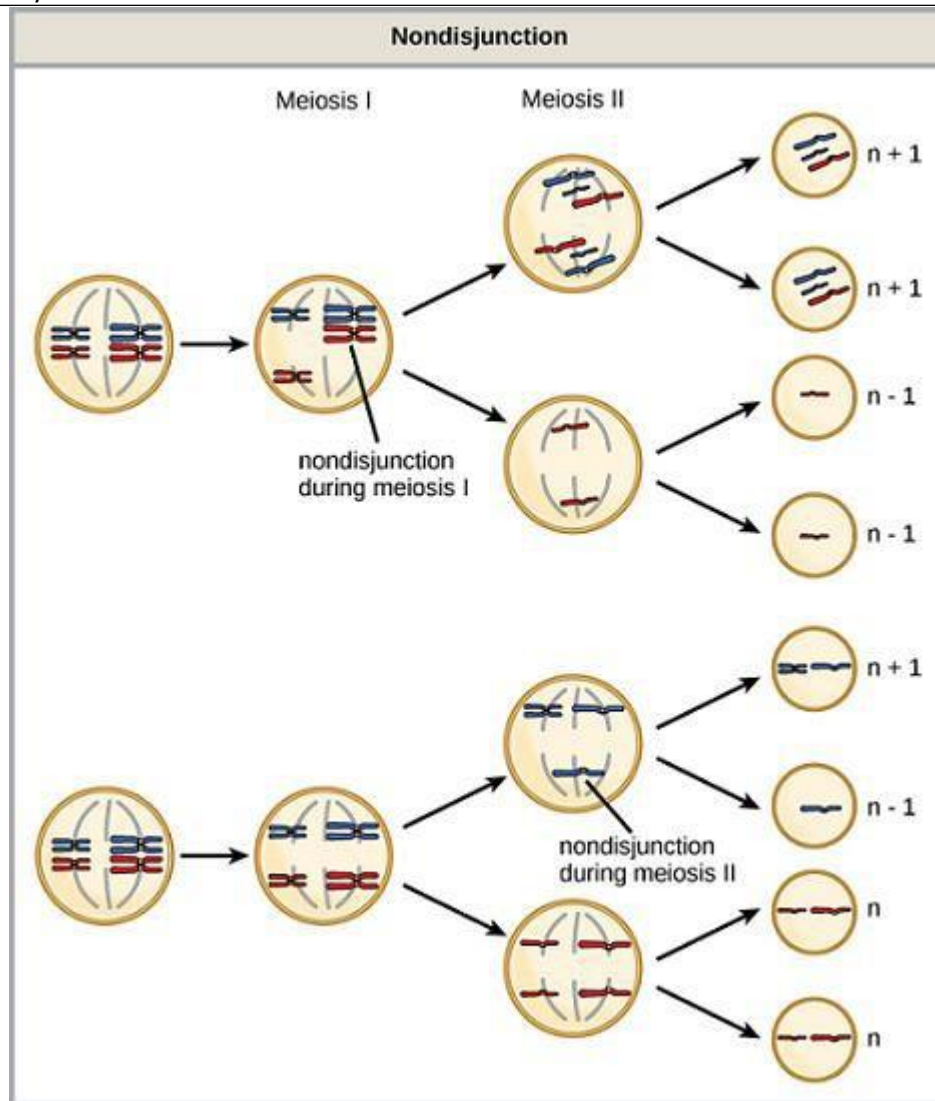 Nondisjunction
Meiosis I
Meiosis II
n + 1
n + 1
n - 1
nondisjunction
during meiosis I
n - 1
n + 1
n - 1
nondisjunction
during meiosis II
n
n